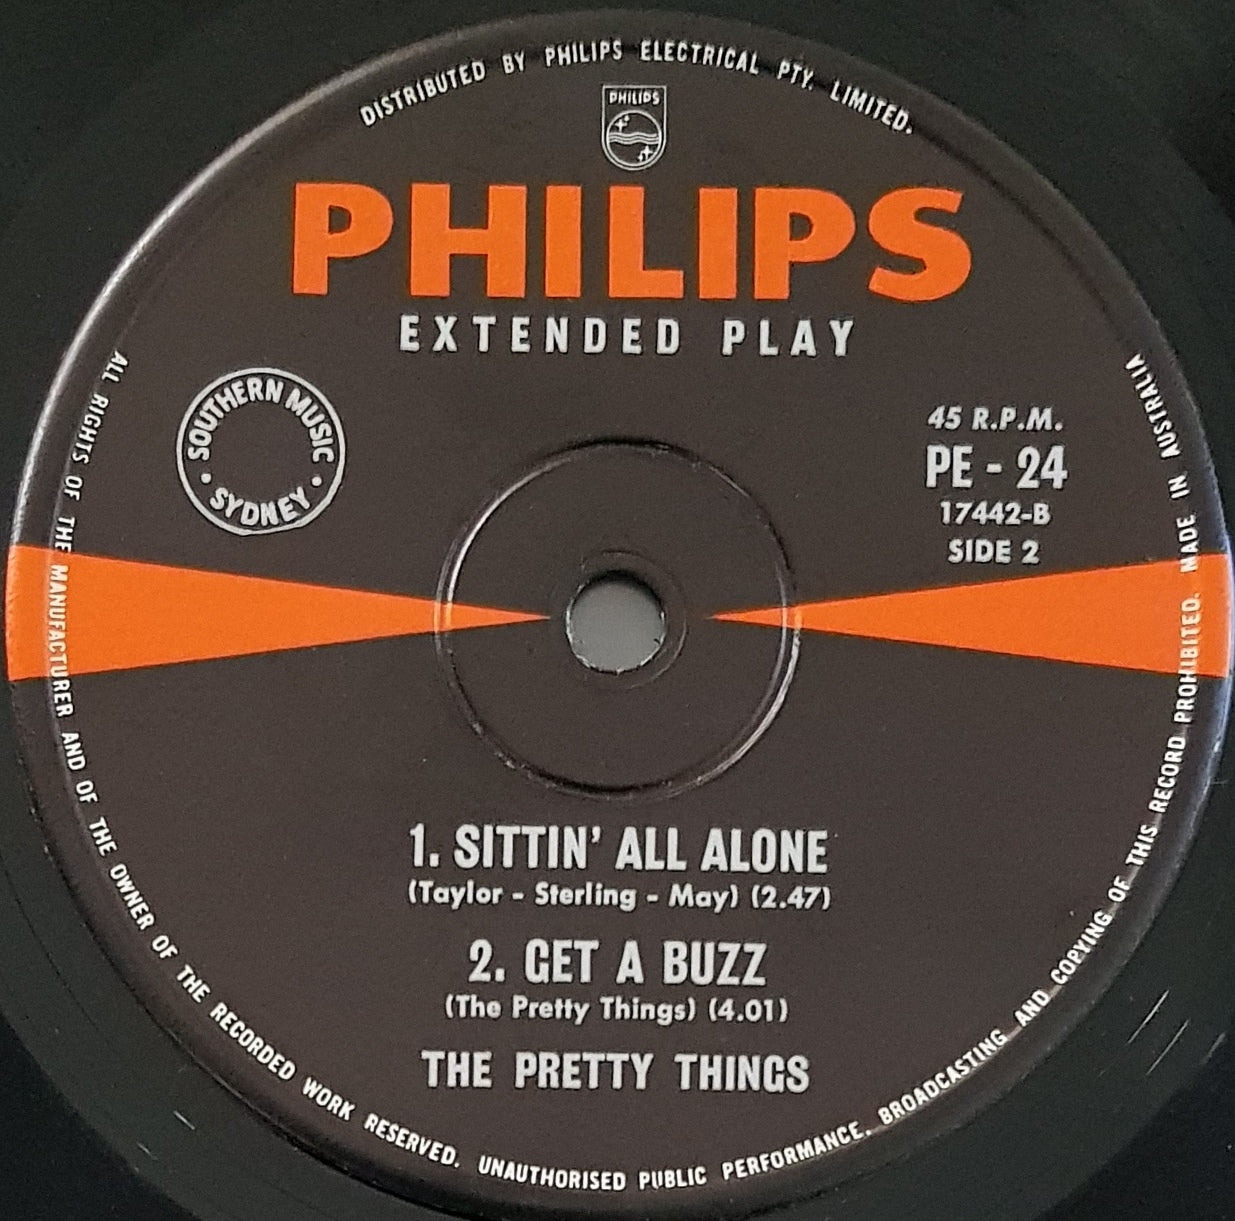 DISTRIBUTED BY PHILIPS ELECTRICAL PTY. LIMITED.
PHILIPS
PHILIPS
EXTENDED PLAY
SOUTHERN MUSIC
• SYDNEY •
45 R.P.M.
PE - 24
17442-B
SIDE 2
1. SITTIN' ALL ALONE
(Taylor - Sterling - May) (2.47)
2. GET A BUZZ
(The Pretty Things) (4.01)
THE PRETTY THINGS
ALL RIGHTS OF THE MANUFACTURER AND OF THE OWNER OF THE RECORDED WORK RESERVED. UNAUTHORISED PUBLIC PERFORMANCE. BROADCASTING AND COPYING OF THIS RECORD PROHIBITED. MADE IN AUSTRALIA